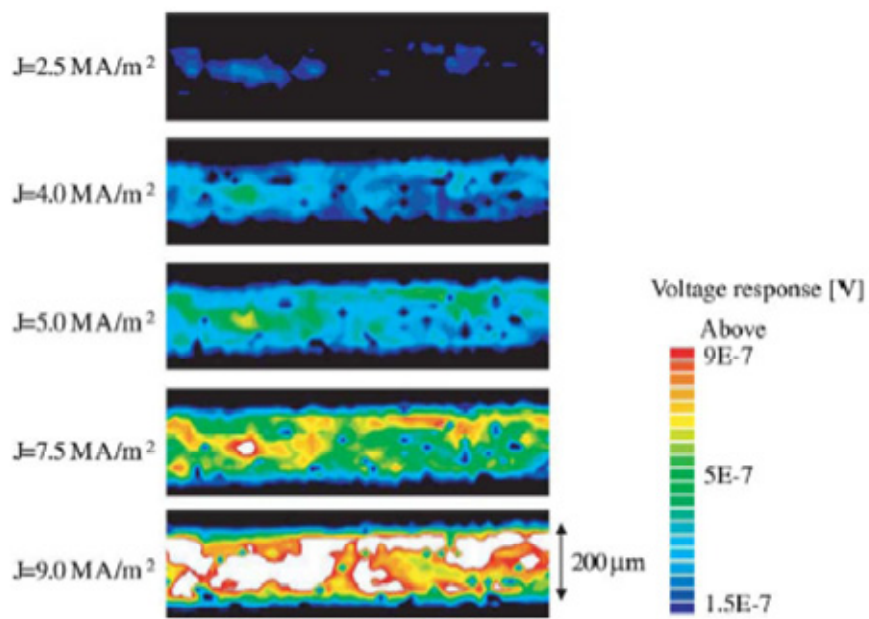 J=2.5 MA/m²
J=4.0 MA/m²
J=5.0 MA/m²
J=7.5 MA/m²
J=9.0 MA/m²
200 μm
Voltage response [V]
Above
9E-7
5E-7
1.5E-7